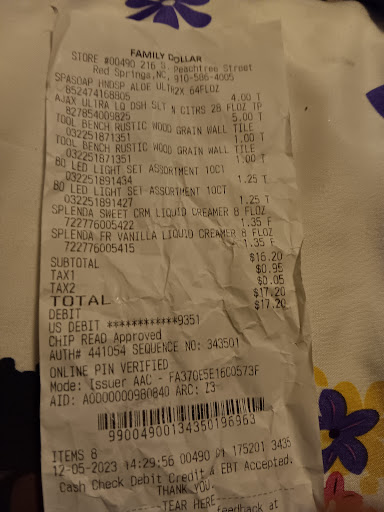 FAMILY DOLLAR
STORE #00490 216 S. Peachtree Street
Red Springs, NC, 910-586-4005
SPASOAP HNDSP ALOE ULTR2X 64FLOZ
852474168805 4.00 T
AJAX ULTRA LQ DSH SLT N CITRS 28 FLOZ TP
827854009825 5.00 T
TOOL BENCH RUSTIC WOOD GRAIN WALL TILE
032251871351 1.00 T
TOOL BENCH RUSTIC WOOD GRAIN WALL TILE
032251871351 1.00 T
BO LED LIGHT SET ASSORTMENT 10CT
032251891434 1.25 T
BO LED LIGHT SET ASSORTMENT 10CT
032251891427 1.25 T
SPLENDA SWEET CRM LIQUID CREAMER 8 FLOZ
722776005422 1.35 F
SPLENDA FR VANILLA LIQUID CREAMER 8 FLOZ
722776005415 1.35 F
SUBTOTAL $16.20
TAX1 $0.95
TAX2 $0.05
TOTAL $17.20
DEBIT $17.20
US DEBIT ************9351
CHIP READ Approved
AUTH# 441054 SEQUENCE NO: 343501
ONLINE PIN VERIFIED
Mode: Issuer AAC - FA370E5E1600573F
AID: A0000000980840 ARC: Z3
99004900134350196963
ITEMS 8
12-05-2023 14:29:56 00490 01 175201 3435
Cash Check Debit Credit & EBT Accepted.
THANK YOU.
TEAR HERE
feedback at